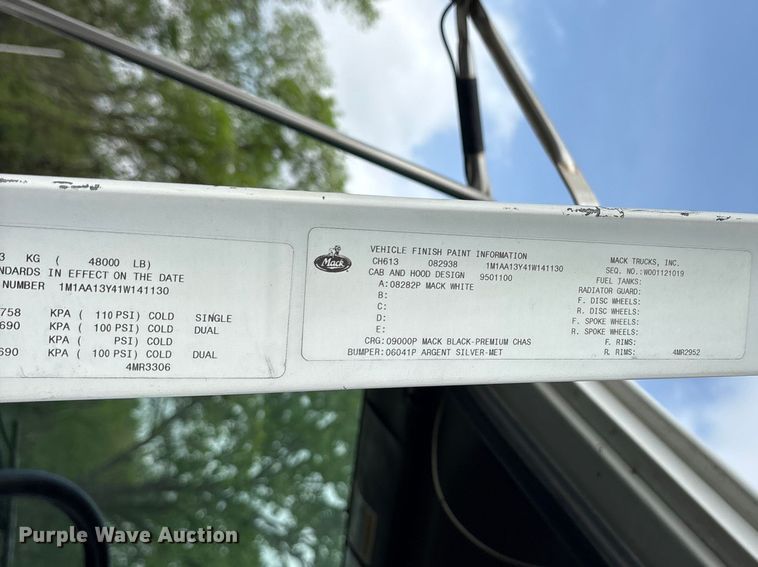 3 KG ( 48000 LB)
NDARDS IN EFFECT ON THE DATE
NUMBER 1M1AA13Y41W141130
758 KPA ( 110 PSI) COLD SINGLE
690 KPA ( 100 PSI) COLD DUAL
KPA ( PSI) COLD
690 KPA ( 100 PSI) COLD DUAL
4MR3306
Mack
VEHICLE FINISH PAINT INFORMATION
CH613 082938 1M1AA13Y41W141130
CAB AND HOOD DESIGN 9501100
A:08282P MACK WHITE
B:
C:
D:
E:
CRG:09000P MACK BLACK-PREMIUM CHAS
BUMPER:06041P ARGENT SILVER-MET
MACK TRUCKS, INC.
SEQ. NO.:W001121019
FUEL TANKS:
RADIATOR GUARD:
F. DISC WHEELS:
R. DISC WHEELS:
F. SPOKE WHEELS:
R. SPOKE WHEELS:
F. RIMS:
R. RIMS: 4MR2952
Purple Wave Auction